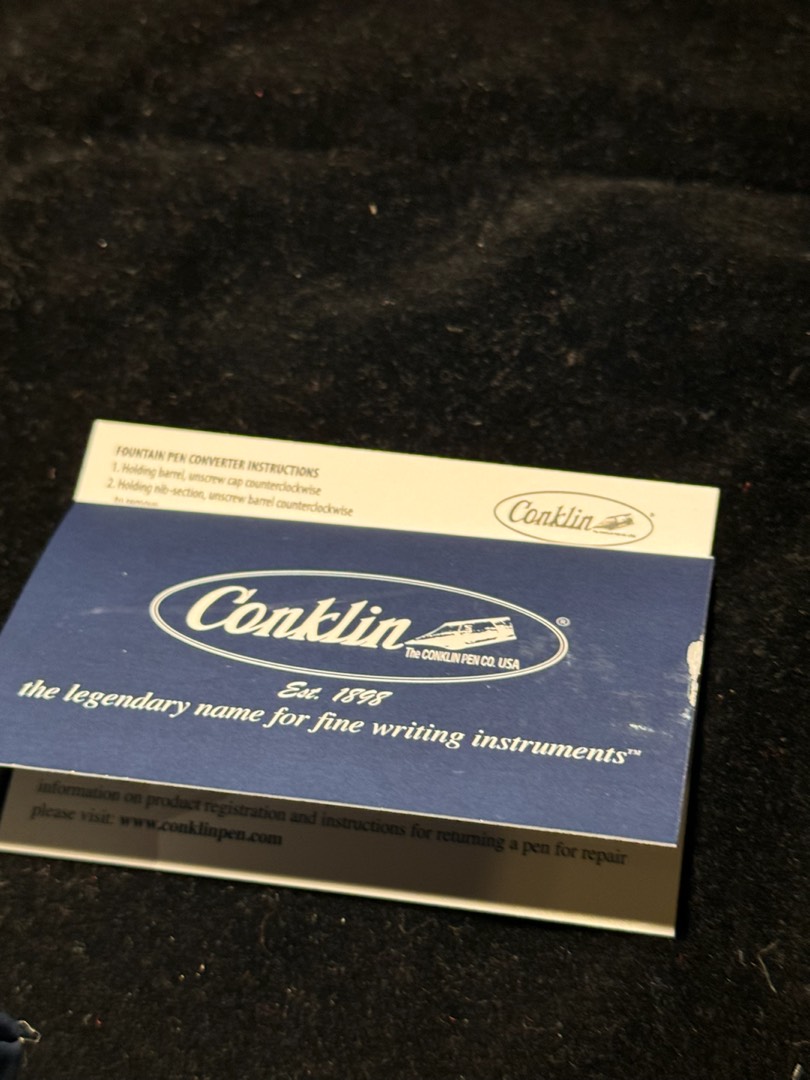 FOUNTAIN PEN CONVERTER INSTRUCTIONS
1. Holding barrel, unscrew cap counterclockwise
2. Holding nib-section, unscrew barrel counterclockwise
Conklin
Conklin
®
The CONKLIN PEN CO. USA
Est. 1898
the legendary name for fine writing instruments™
information on product registration and instructions for returning a pen for repair
please visit: www.conklinpen.com